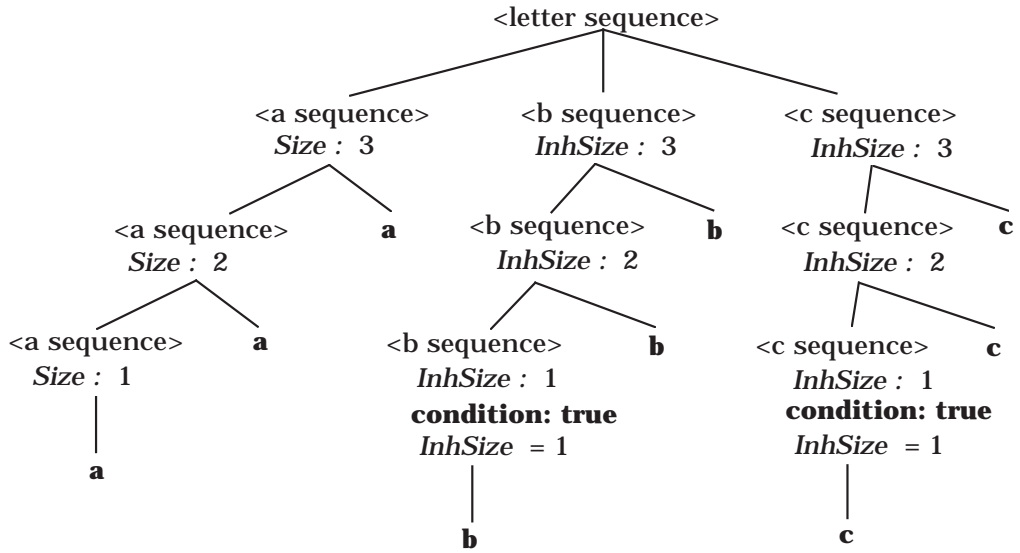 <letter sequence>
<a sequence> <b sequence> <c sequence>
Size : 3 InhSize : 3 InhSize : 3
<a sequence> a <b sequence> b <c sequence> c
Size : 2 InhSize : 2 InhSize : 2
<a sequence> a <b sequence> b <c sequence> c
Size : 1 InhSize : 1 InhSize : 1
condition: true condition: true
InhSize = 1 InhSize = 1
a
b c